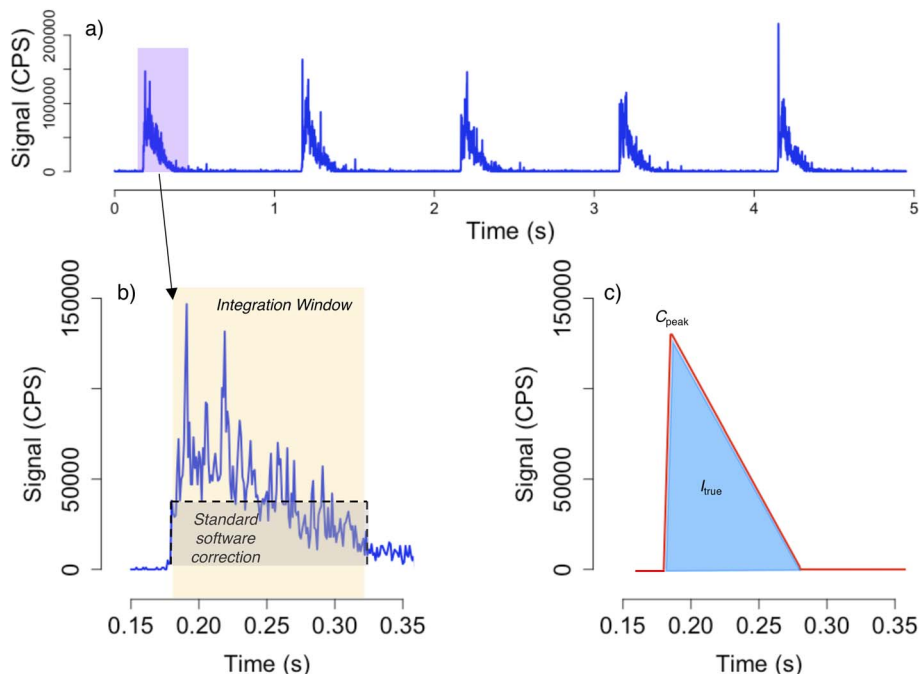 a)
Signal (CPS)
0
50000
100000
200000
0 1 2 3 4 5
Time (s)
b)
Integration Window
Signal (CPS)
0
50000
150000
Standard
software
correction
0.15 0.20 0.25 0.30 0.35
Time (s)
c)
Cpeak
Signal (CPS)
0
50000
150000
Itrue
0.15 0.20 0.25 0.30 0.35
Time (s)